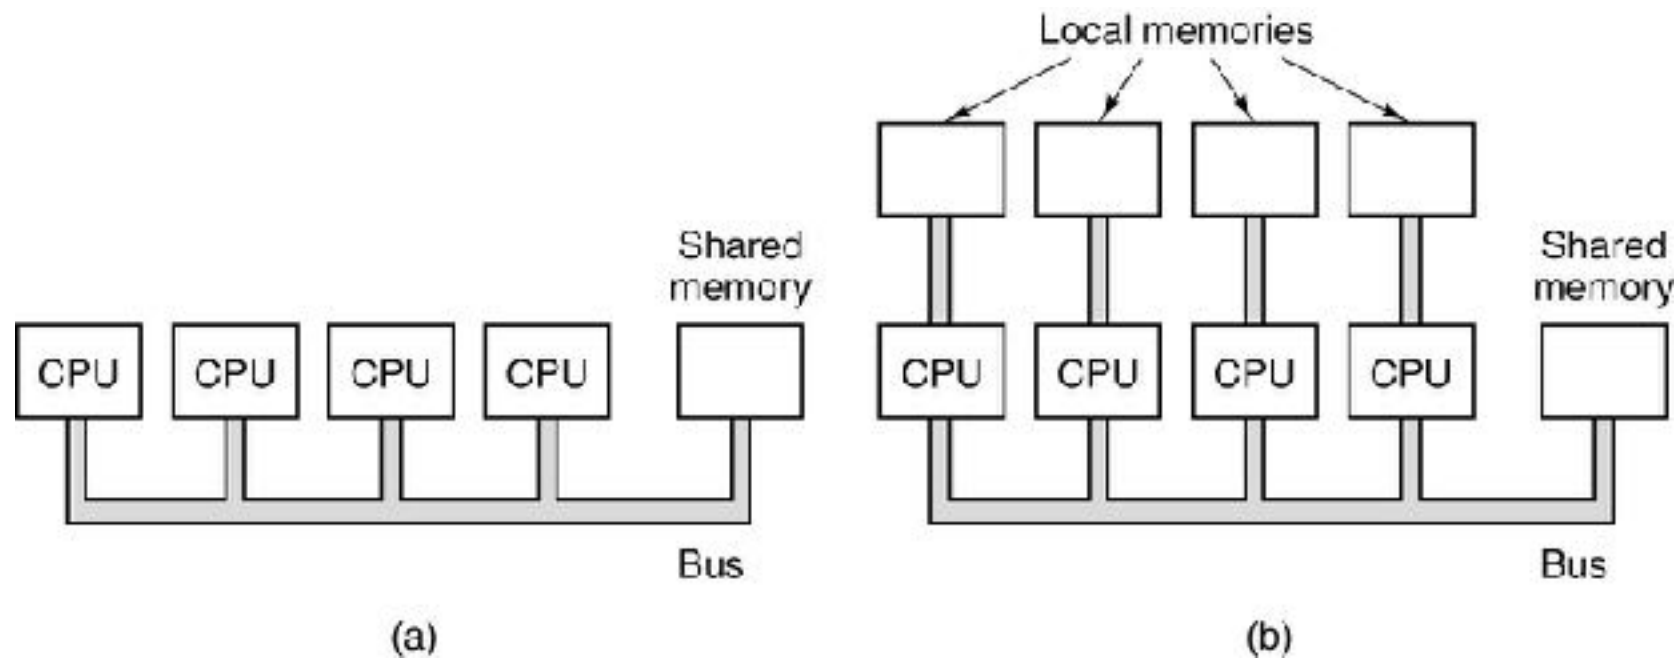 Shared
memory
CPU
CPU
CPU
CPU
Bus
(a)
Local memories
Shared
memory
CPU
CPU
CPU
CPU
Bus
(b)